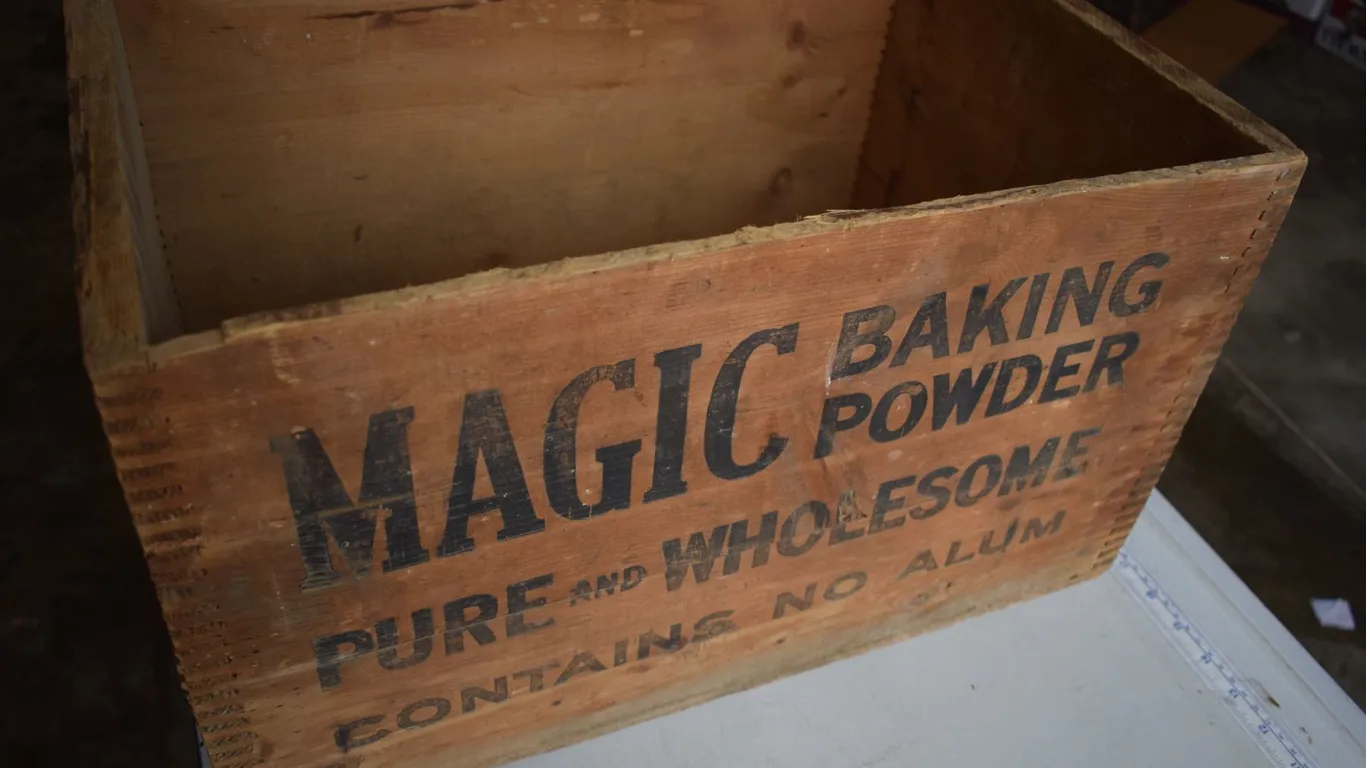 MAGIC BAKING POWDER
PURE AND WHOLESOME
CONTAINS NO ALUM